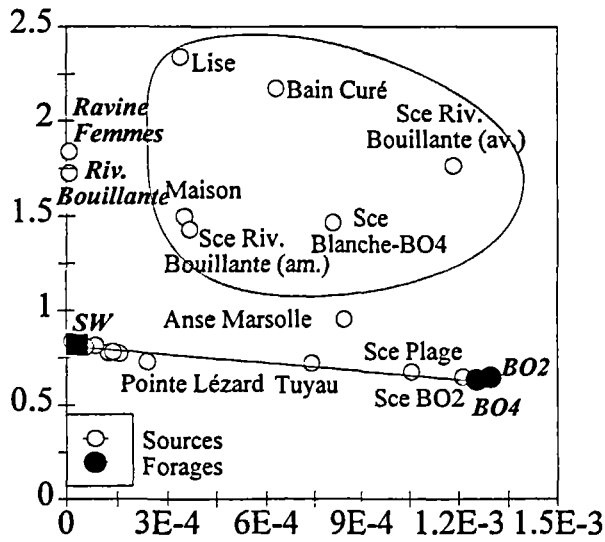 2.5
Lise
Bain Curé
Ravine
Femmes
Sce Riv.
Bouillante (av.)
2
Riv.
Bouillante
Maison
1.5
Sce Riv.
Bouillante (am.)
Sce
Blanche-BO4
1
SW
Anse Marsolle
Sce Plage
BO2
Pointe Lézard
Tuyau
Sce BO2
BO4
0.5
Sources
Forages
0
0
3E-4
6E-4
9E-4
1.2E-3
1.5E-3